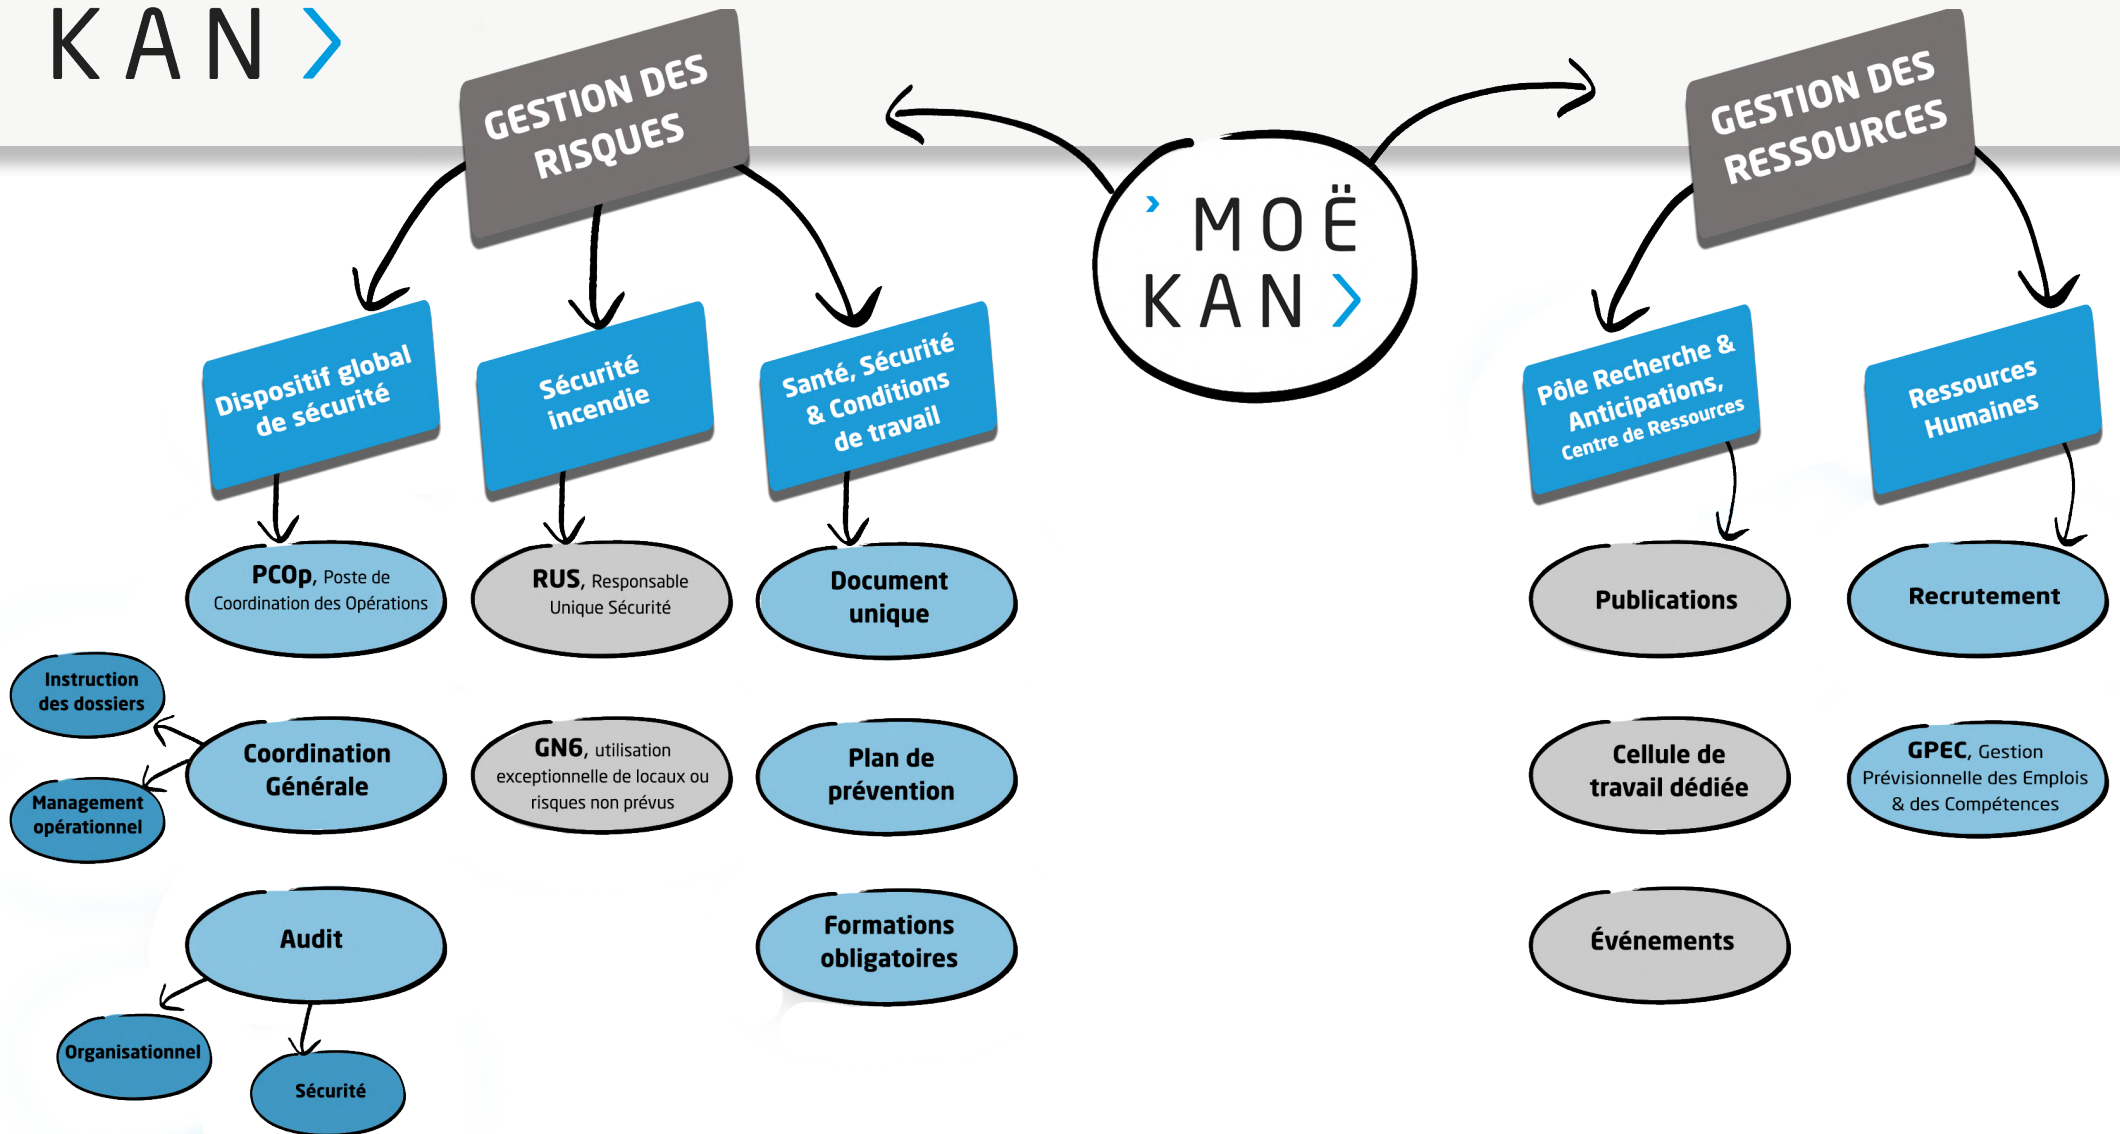 KAN
GESTION DES
RISQUES
MOË
KAN
GESTION DES
RESSOURCES
Dispositif global
de sécurité
Sécurité
incendie
Santé, Sécurité
& Conditions
de travail
Pôle Recherche &
Anticipations,
Centre de Ressources
Ressources
Humaines
PCOp, Poste de
Coordination des Opérations
RUS, Responsable
Unique Sécurité
Document
unique
Publications
Recrutement
Instruction
des dossiers
Management
opérationnel
Coordination
Générale
GN6, utilisation
exceptionnelle de locaux ou
risques non prévus
Plan de
prévention
Cellule de
travail dédiée
GPEC, Gestion
Prévisionnelle des Emplois
& des Compétences
Audit
Formations
obligatoires
Événements
Organisationnel
Sécurité